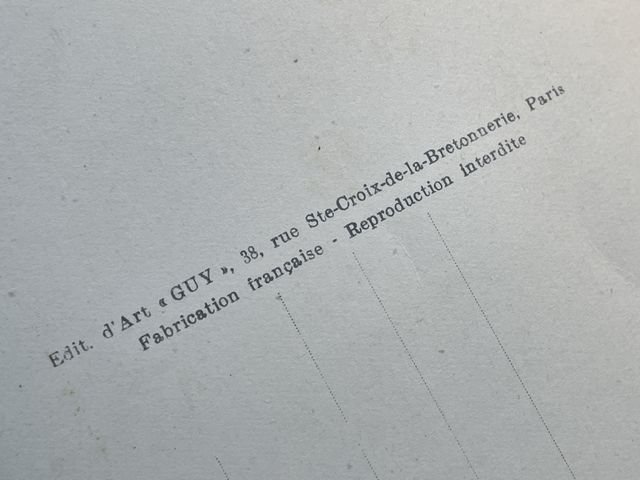 Edit. d'Art « GUY », 38, rue Ste-Croix-de-la-Bretonnerie, Paris
Fabrication française - Reproduction interdite